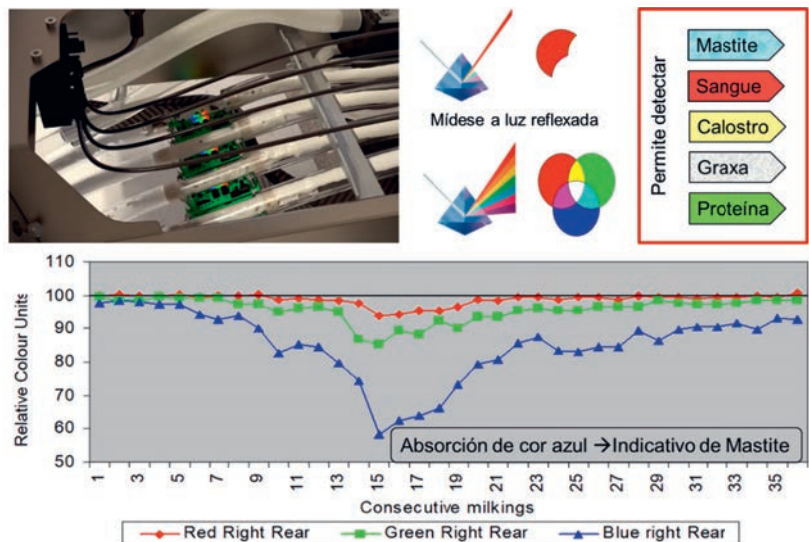 Mídese a luz reflexada
Permite detectar
Mastite
Sangue
Calostro
Graxa
Proteína
Relative Colour Units
110
100
90
80
70
60
50
Absorción de cor azul →Indicativo de Mastite
1 3 5 7 9 11 13 15 17 19 21 23 25 27 29 31 33 35
Consecutive milkings
Red Right Rear Green Right Rear Blue right Rear